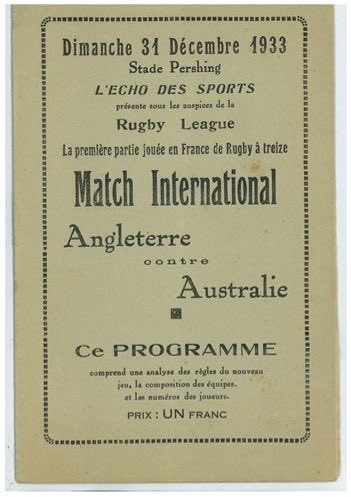 Dimanche 31 Décembre 1933
Stade Pershing
L'ECHO DES SPORTS
présente sous les auspices de la
Rugby League
La première partie jouée en France de Rugby à treize
Match International
Angleterre
contre
Australie
Ce PROGRAMME
comprend une analyse des règles du nouveau
jeu, la composition des équipes,
et les numéros des joueurs.
PRIX : UN FRANC